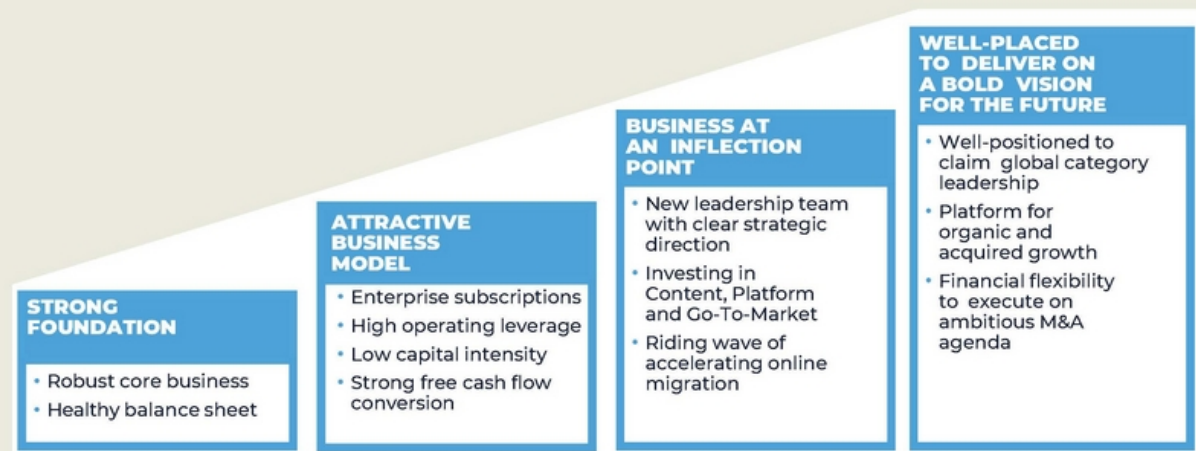 STRONG
FOUNDATION
• Robust core business
• Healthy balance sheet
ATTRACTIVE
BUSINESS
MODEL
• Enterprise subscriptions
• High operating leverage
• Low capital intensity
• Strong free cash flow
conversion
BUSINESS AT
AN INFLECTION
POINT
• New leadership team
with clear strategic
direction
• Investing in
Content, Platform
and Go-To-Market
• Riding wave of
accelerating online
migration
WELL-PLACED
TO DELIVER ON
A BOLD VISION
FOR THE FUTURE
• Well-positioned to
claim global category
leadership
• Platform for
organic and
acquired growth
• Financial flexibility
to execute on
ambitious M&A
agenda